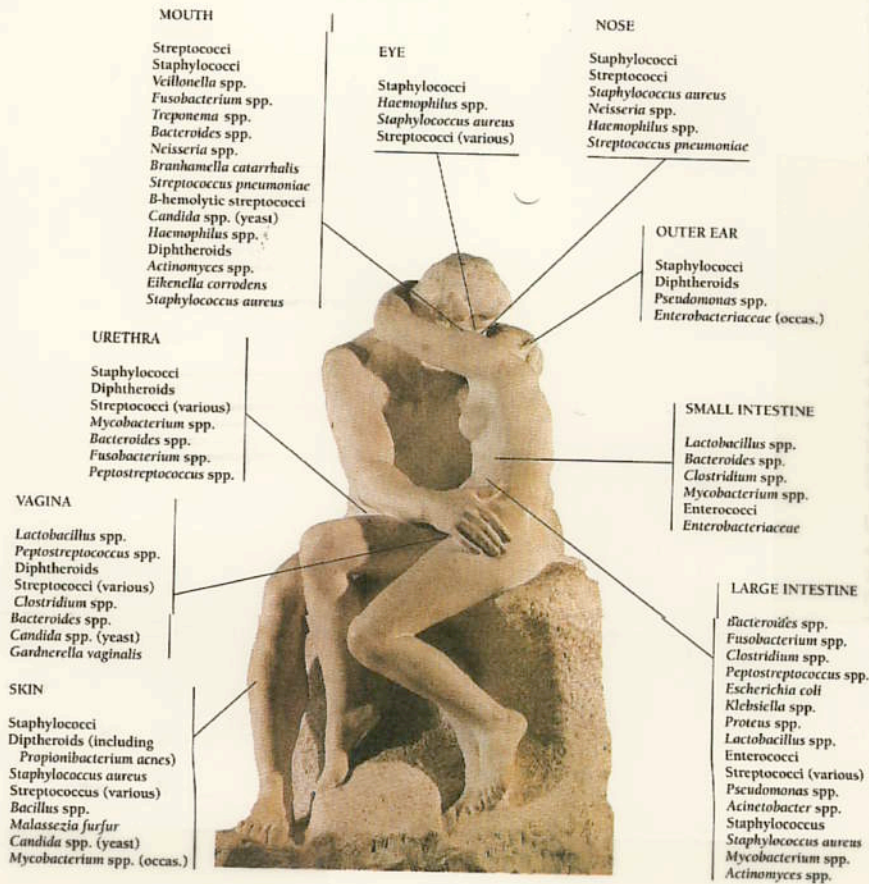 MOUTH
Streptococci
Staphylococci
Veillonella spp.
Fusobacterium spp.
Treponema spp.
Bacteroides spp.
Neisseria spp.
Branhamella catarrhalis
Streptococcus pneumoniae
B-hemolytic streptococci
Candida spp. (yeast)
Haemophilus spp.
Diphtheroids
Actinomyces spp.
Eikenella corrodens
Staphylococcus aureus
EYE
Staphylococci
Haemophilus spp.
Staphylococcus aureus
Streptococci (various)
NOSE
Staphylococci
Streptococci
Staphylococcus aureus
Neisseria spp.
Haemophilus spp.
Streptococcus pneumoniae
OUTER EAR
Staphylococci
Diphtheroids
Pseudomonas spp.
Enterobacteriaceae (occas.)
URETHRA
Staphylococci
Diphtheroids
Streptococci (various)
Mycobacterium spp.
Bacteroides spp.
Fusobacterium spp.
Peptostreptococcus spp.
SMALL INTESTINE
Lactobacillus spp.
Bacteroides spp.
Clostridium spp.
Mycobacterium spp.
Enterococci
Enterobacteriaceae
VAGINA
Lactobacillus spp.
Peptostreptococcus spp.
Diphtheroids
Streptococci (various)
Clostridium spp.
Bacteroides spp.
Candida spp. (yeast)
Gardnerella vaginalis
LARGE INTESTINE
Bacteroides spp.
Fusobacterium spp.
Clostridium spp.
Peptostreptococcus spp.
Escherichia coli
Klebsiella spp.
Proteus spp.
Lactobacillus spp.
Enterococci
Streptococci (various)
Pseudomonas spp.
Acinetobacter spp.
Staphylococcus
Staphylococcus aureus
Mycobacterium spp.
Actinomyces spp.
SKIN
Staphylococci
Diptheroids (including
Propionibacterium acnes)
Staphylococcus aureus
Streptococcus (various)
Bacillus spp.
Malassezia furfur
Candida spp. (yeast)
Mycobacterium spp. (occas.)